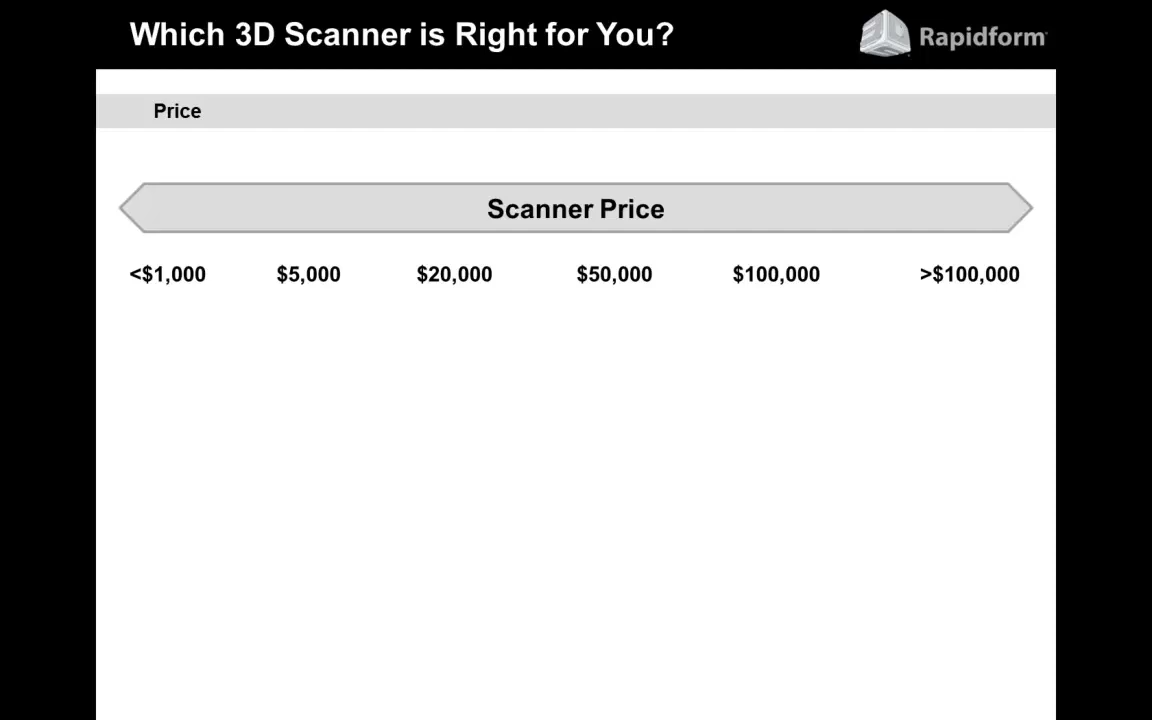 Which 3D Scanner is Right for You?
Rapidform
Price
Scanner Price
<$1,000 $5,000 $20,000 $50,000 $100,000 >$100,000